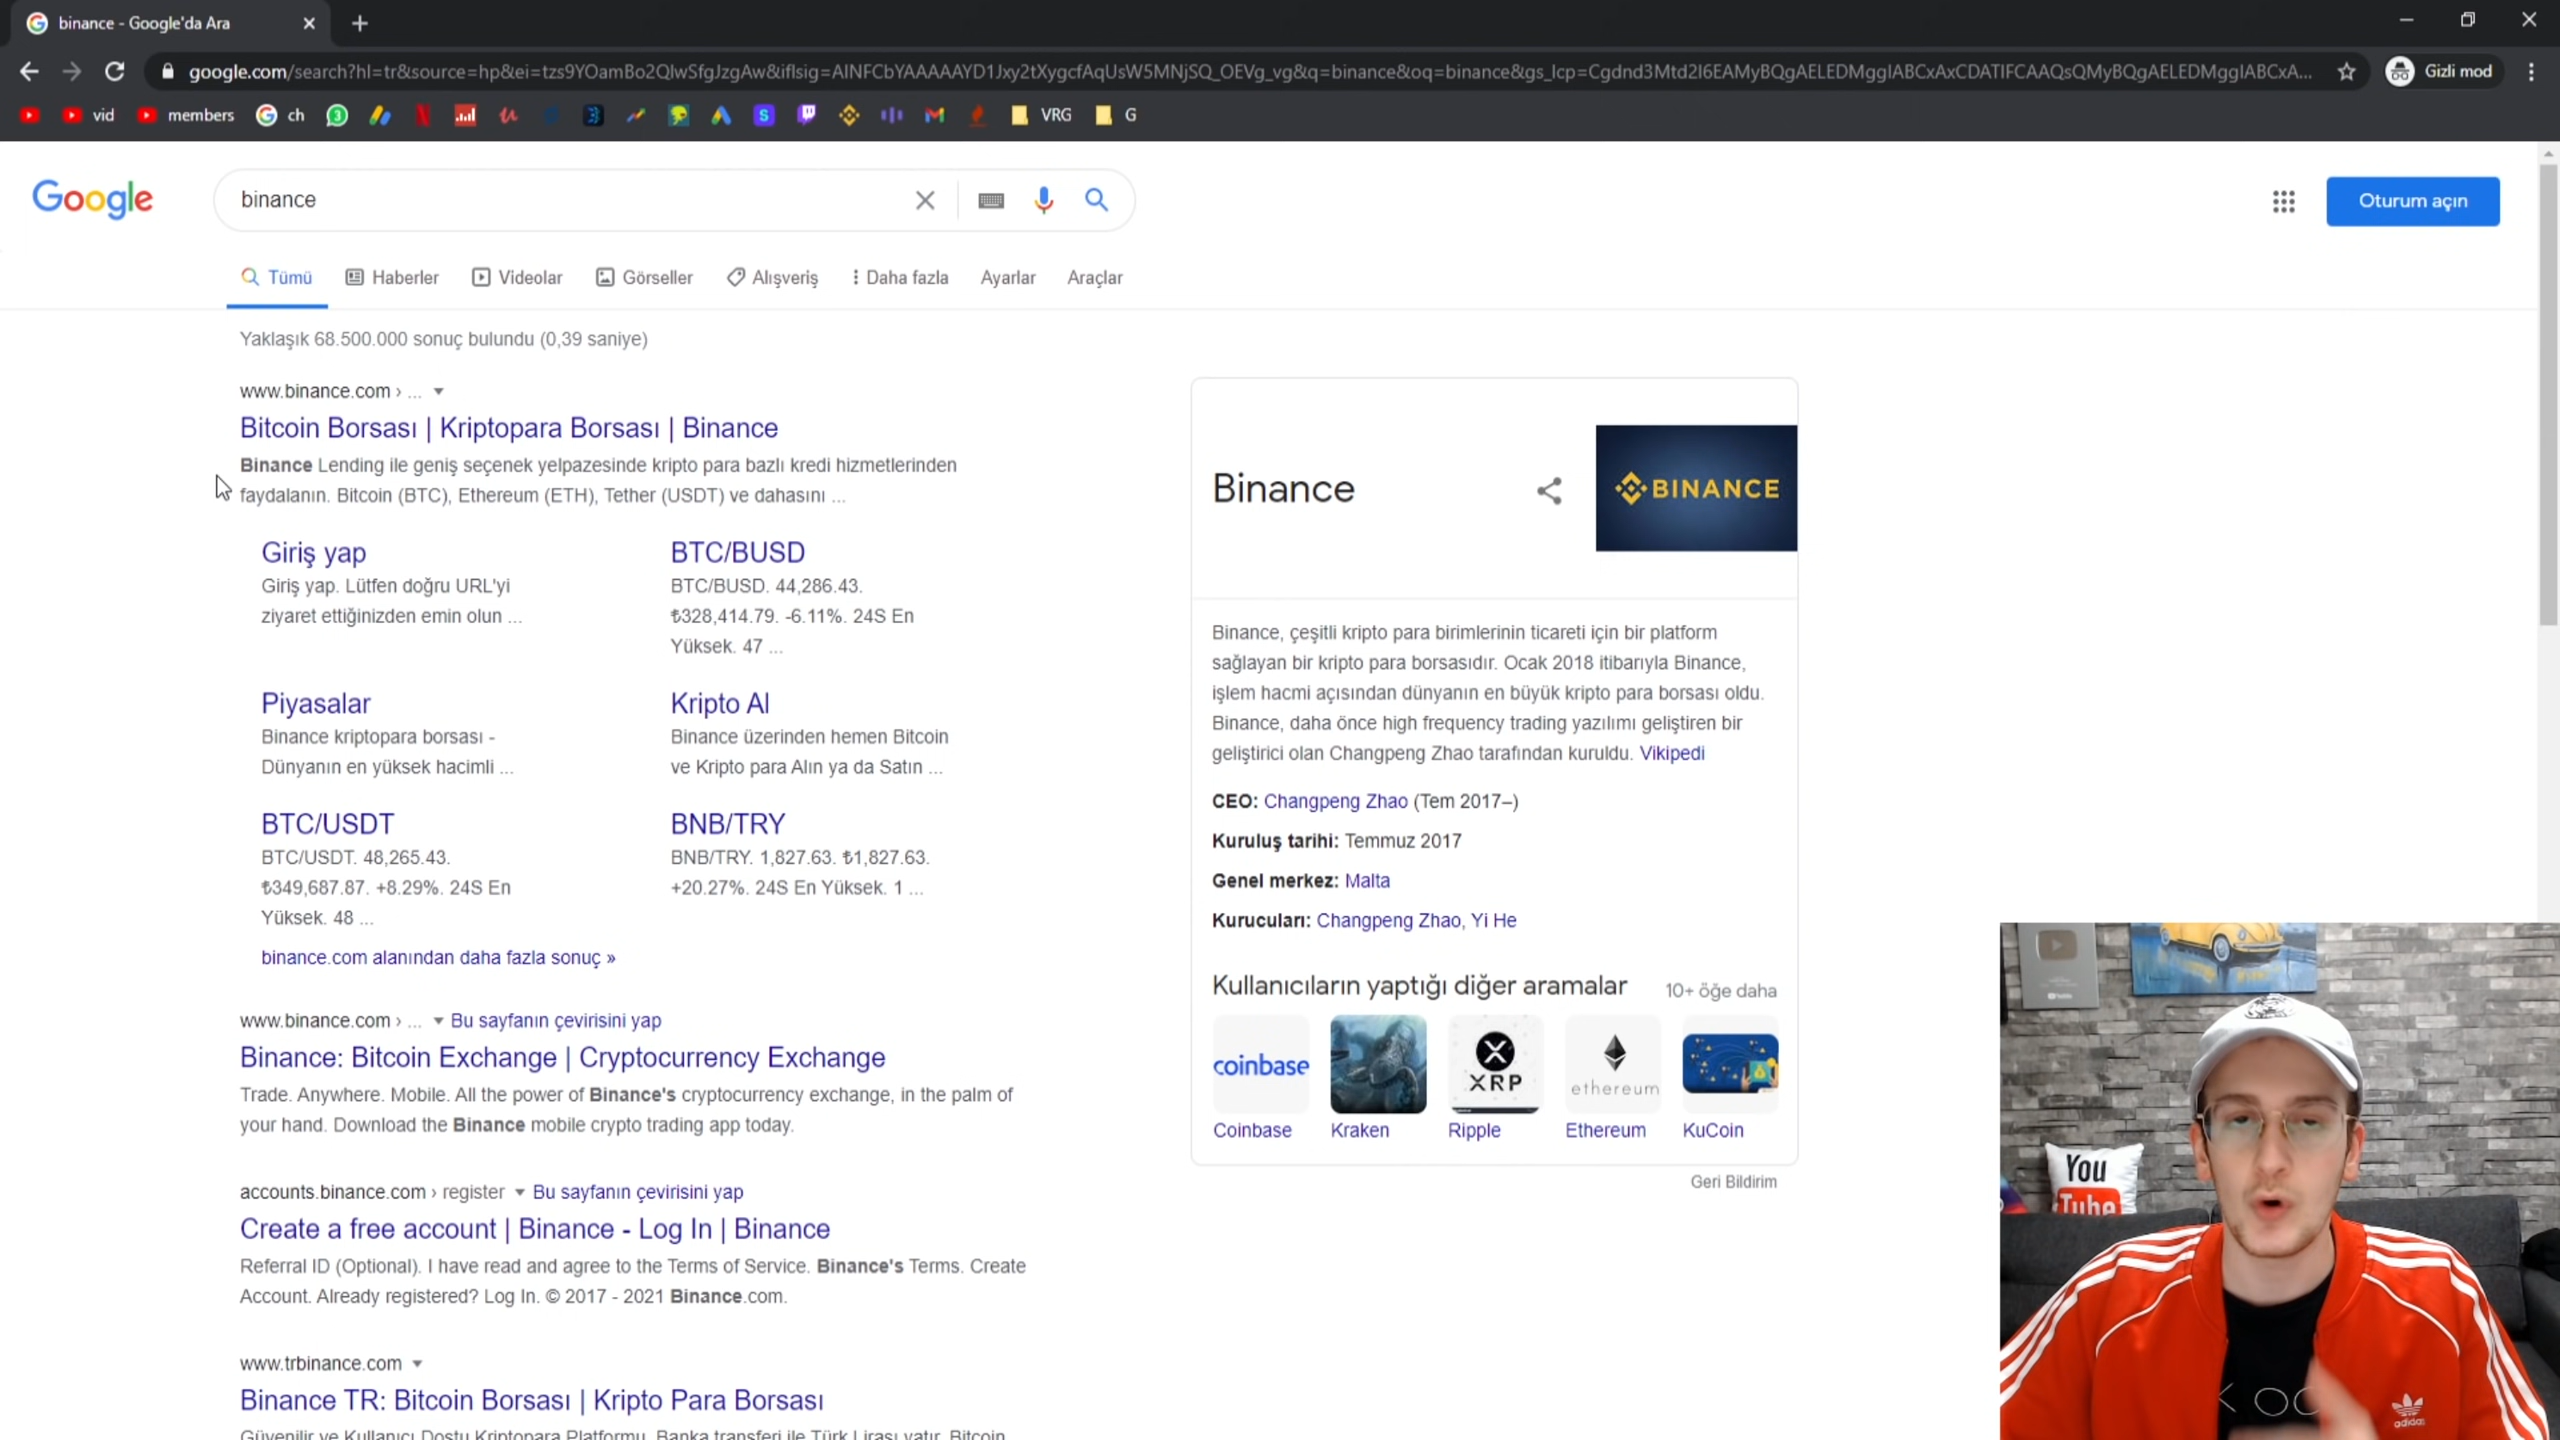 binance - Google'da Ara
google.com/search?hl=tr&source=hp&ei=tzs9YOamBo2QlwSfgJzgAw&iflsig=AINFCbYAAAAAYD1Jxy2tXygcfAqUsW5MNjSQ_OEVg_vg&q=binance&oq=binance&gs_lcp=Cgdnd3Mtd2l6EAMyBQgAELEDMggIABCxAxCDATIFCAAQsQMyBQgAELEDMggIABCxA...
Gizli mod
vid
members
ch
VRG
G
Google
binance
Oturum açın
Tümü
Haberler
Videolar
Görseller
Alışveriş
Daha fazla
Ayarlar
Araçlar
Yaklaşık 68.500.000 sonuç bulundu (0,39 saniye)
www.binance.com › ...
Bitcoin Borsası | Kriptopara Borsası | Binance
Binance Lending ile geniş seçenek yelpazesinde kripto para bazlı kredi hizmetlerinden
faydalanın. Bitcoin (BTC), Ethereum (ETH), Tether (USDT) ve dahasını ...
Giriş yap
Giriş yap. Lütfen doğru URL'yi
ziyaret ettiğinizden emin olun ...
BTC/BUSD
BTC/BUSD. 44,286.43.
₺328,414.79. -6.11%. 24S En
Yüksek. 47 ...
Piyasalar
Binance kriptopara borsası -
Dünyanın en yüksek hacimli ...
Kripto Al
Binance üzerinden hemen Bitcoin
ve Kripto para Alın ya da Satın ...
BTC/USDT
BTC/USDT. 48,265.43.
₺349,687.87. +8.29%. 24S En
Yüksek. 48 ...
BNB/TRY
BNB/TRY. 1,827.63. ₺1,827.63.
+20.27%. 24S En Yüksek. 1 ...
binance.com alanından daha fazla sonuç »
www.binance.com › ... Bu sayfanın çevirisini yap
Binance: Bitcoin Exchange | Cryptocurrency Exchange
Trade. Anywhere. Mobile. All the power of Binance's cryptocurrency exchange, in the palm of
your hand. Download the Binance mobile crypto trading app today.
accounts.binance.com › register Bu sayfanın çevirisini yap
Create a free account | Binance - Log In | Binance
Referral ID (Optional). I have read and agree to the Terms of Service. Binance's Terms. Create
Account. Already registered? Log In. © 2017 - 2021 Binance.com.
www.trbinance.com
Binance TR: Bitcoin Borsası | Kripto Para Borsası
Güvenilir ve Kullanıcı Dostu Kriptopara Platformu. Banka transferi ile Türk Lirası yatır, Bitcoin
Binance
BINANCE
Binance, çeşitli kripto para birimlerinin ticareti için bir platform
sağlayan bir kripto para borsasıdır. Ocak 2018 itibarıyla Binance,
işlem hacmi açısından dünyanın en büyük kripto para borsası oldu.
Binance, daha önce high frequency trading yazılımı geliştiren bir
geliştirici olan Changpeng Zhao tarafından kuruldu. Vikipedi
CEO: Changpeng Zhao (Tem 2017–)
Kuruluş tarihi: Temmuz 2017
Genel merkez: Malta
Kurucuları: Changpeng Zhao, Yi He
Kullanıcıların yaptığı diğer aramalar
10+ öğe daha
coinbase
XRP
ethereum
Coinbase
Kraken
Ripple
Ethereum
KuCoin
Geri Bildirim
You
Tube
adidas